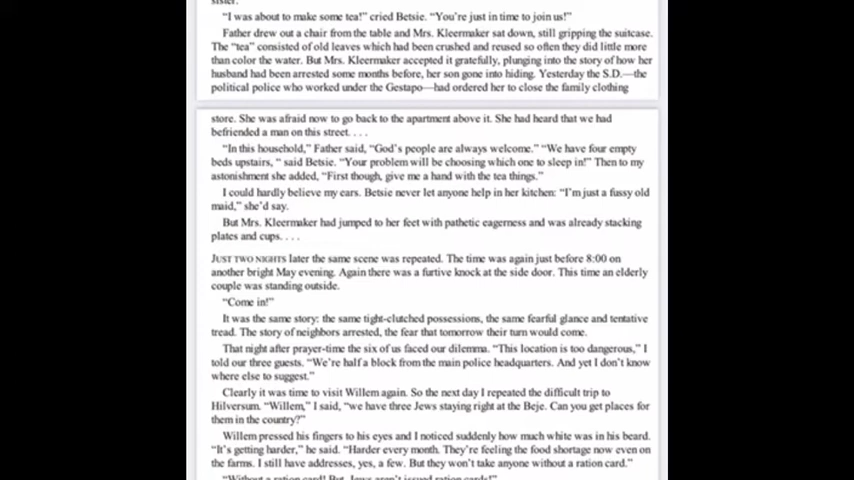 sister.
“I was about to make some tea!” cried Betsie. “You’re just in time to join us!”
Father drew out a chair from the table and Mrs. Kleermaker sat down, still gripping the suitcase.
The “tea” consisted of old leaves which had been crushed and reused so often they did little more
than color the water. But Mrs. Kleermaker accepted it gratefully, plunging into the story of how her
husband had been arrested some months before, her son gone into hiding. Yesterday the S.D.—the
political police who worked under the Gestapo—had ordered her to close the family clothing
store. She was afraid now to go back to the apartment above it. She had heard that we had
befriended a man on this street. . . .
“In this household,” Father said, “God’s people are always welcome.” “We have four empty
beds upstairs, “ said Betsie. “Your problem will be choosing which one to sleep in!” Then to my
astonishment she added, “First though, give me a hand with the tea things.”
I could hardly believe my ears. Betsie never let anyone help in her kitchen: “I’m just a fussy old
maid,” she’d say.
But Mrs. Kleermaker had jumped to her feet with pathetic eagerness and was already stacking
plates and cups. . . .
JUST TWO NIGHTS later the same scene was repeated. The time was again just before 8:00 on
another bright May evening. Again there was a furtive knock at the side door. This time an elderly
couple was standing outside.
“Come in!”
It was the same story: the same tight-clutched possessions, the same fearful glance and tentative
tread. The story of neighbors arrested, the fear that tomorrow their turn would come.
That night after prayer-time the six of us faced our dilemma. “This location is too dangerous,” I
told our three guests. “We’re half a block from the main police headquarters. And yet I don’t know
where else to suggest.”
Clearly it was time to visit Willem again. So the next day I repeated the difficult trip to
Hilversum. “Willem,” I said, “we have three Jews staying right at the Beje. Can you get places for
them in the country?”
Willem pressed his fingers to his eyes and I noticed suddenly how much white was in his beard.
“It’s getting harder,” he said. “Harder every month. They’re feeling the food shortage now even on
the farms. I still have addresses, yes, a few. But they won’t take anyone without a ration card.”
“Without a ration card! But, Jews aren’t issued ration cards!”